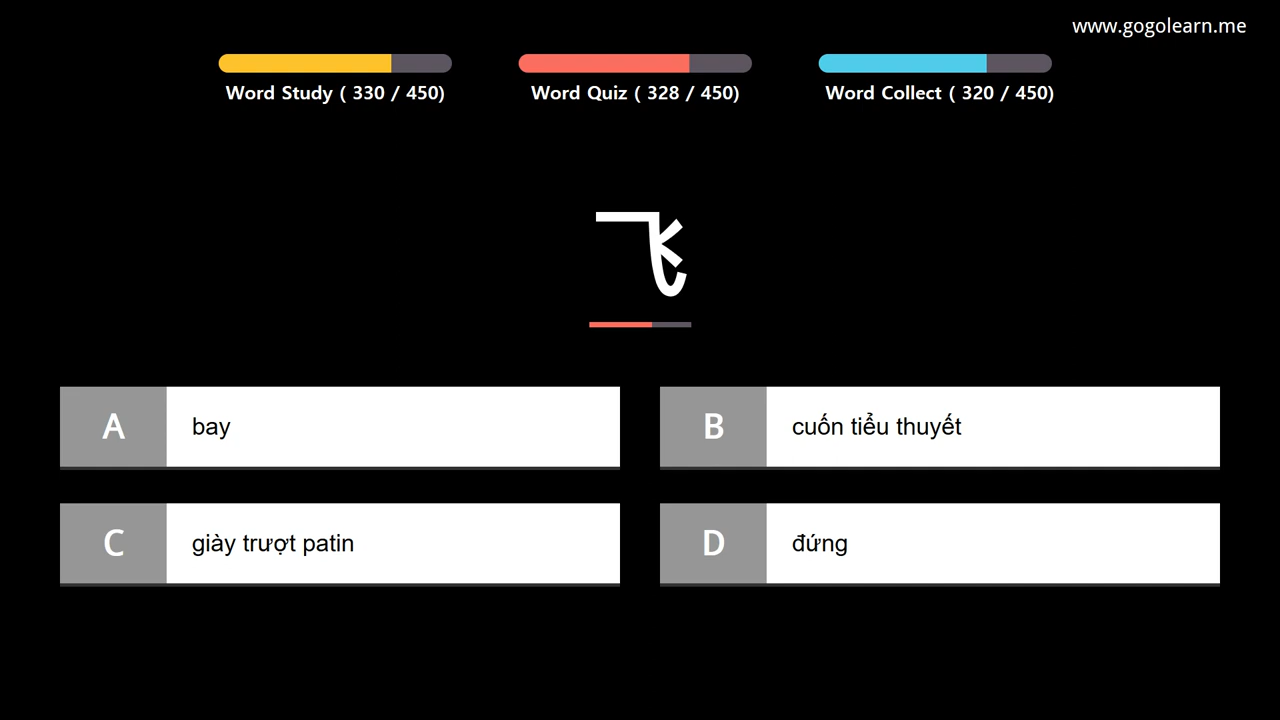 www.gogolearn.me
Word Study ( 330 / 450)
Word Quiz ( 328 / 450)
Word Collect ( 320 / 450)
飞
A bay
B cuốn tiểu thuyết
C giày trượt patin
D đứng